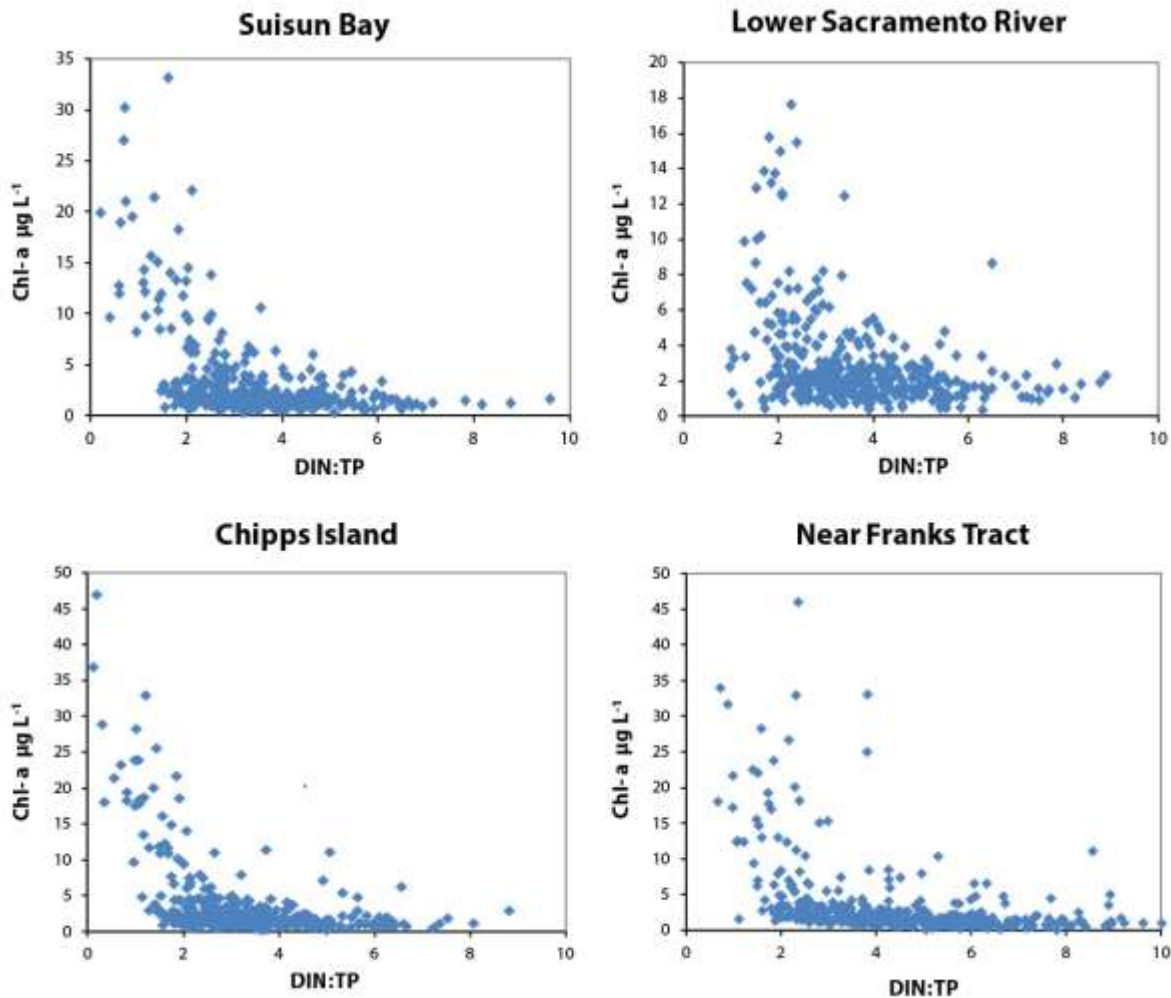 Suisun Bay
35
30
25
20
15
10
5
0
Chl- a µg L⁻¹
0 2 4 6 8 10
DIN:TP
Lower Sacramento River
20
18
16
14
12
10
8
6
4
2
0
Chl- a µg L⁻¹
0 2 4 6 8 10
DIN:TP
Chipps Island
50
45
40
35
30
25
20
15
10
5
0
Chl- a µg L⁻¹
0 2 4 6 8 10
DIN:TP
Near Franks Tract
50
45
40
35
30
25
20
15
10
5
0
Chl- a µg L⁻¹
0 2 4 6 8 10
DIN:TP